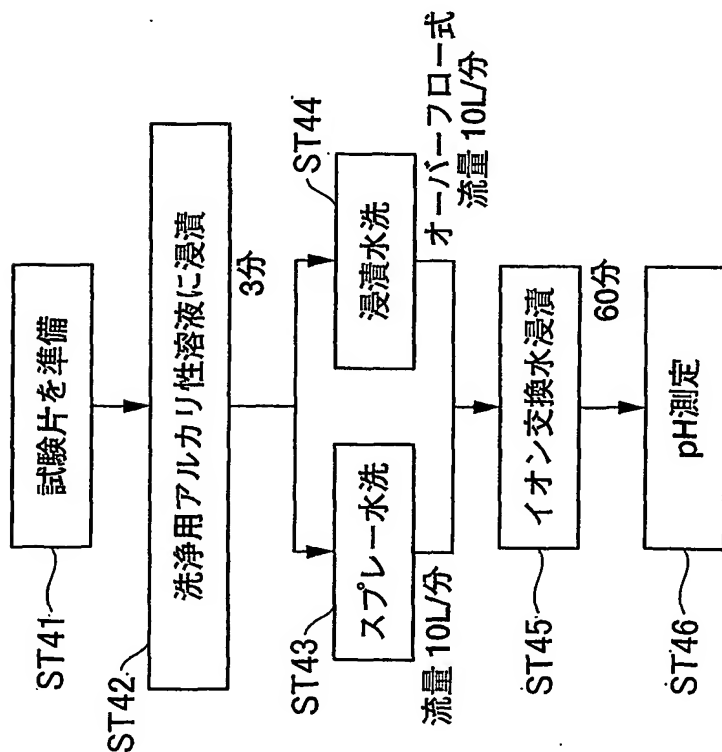 ST41
試験片を準備
ST42
洗浄用アルカリ性溶液に浸漬
3分
ST43
スプレー水洗
流量 10L/分
ST44
浸漬水洗
オーバーフロー式
流量 10L/分
ST45
イオン交換水浸漬
60分
ST46
pH測定